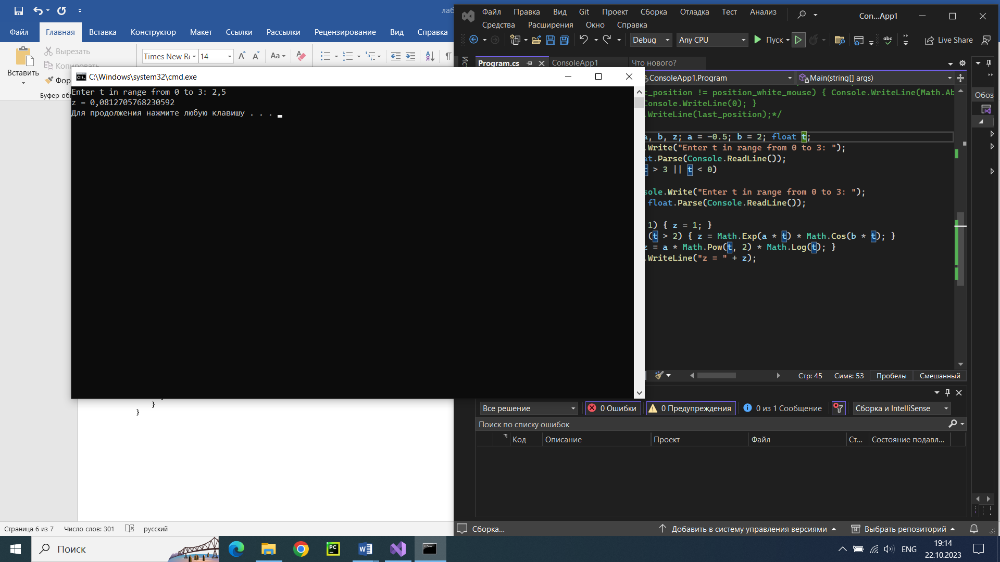 лаб
Файл
Главная
Вставка
Конструктор
Макет
Ссылки
Рассылки
Рецензирование
Вид
Справка
Вставить
Вырезать
Копировать
Фор
Буфер об
Times New Rо
14
Aa
Файл Правка Вид Git Проект Сборка Отладка Тест Анализ
Con...App1
Средства Расширения Окно Справка
Debug
Any CPU
Пуск
Live Share
Program.cs
ConsoleApp1
Что нового?
ConsoleApp1.Program
Main(string[] args)
t_position != position_white_mouse) { Console.WriteLine(Math.Ab
Console.WriteLine(0); }
.WriteLine(last_position);*/
a, b, z; a = -0.5; b = 2; float t;
.Write("Enter t in range from 0 to 3: ");
at.Parse(Console.ReadLine());
t > 3 || t < 0)
sole.Write("Enter t in range from 0 to 3: ");
float.Parse(Console.ReadLine());
1) { z = 1; }
(t > 2) { z = Math.Exp(a * t) * Math.Cos(b * t); }
z = a * Math.Pow(t, 2) * Math.Log(t); }
.WriteLine("z = " + z);
Обоз
C:\Windows\system32\cmd.exe
Enter t in range from 0 to 3: 2,5
z = 0,0812705768230592
Для продолжения нажмите любую клавишу . . .
}
}
Стр: 45
Симв: 53
Пробелы
Смешанный
Все решение
0 Ошибки
0 Предупреждения
0 из 1 Сообщение
Сборка и IntelliSense
Поиск по списку ошибок
Код
Описание
Проект
Файл
Ст...
Состояние подавл...
Страница 6 из 7
Число слов: 301
русский
Сборка...
Добавить в систему управления версиями
Выбрать репозиторий
Поиск
ENG
19:14
22.10.2023